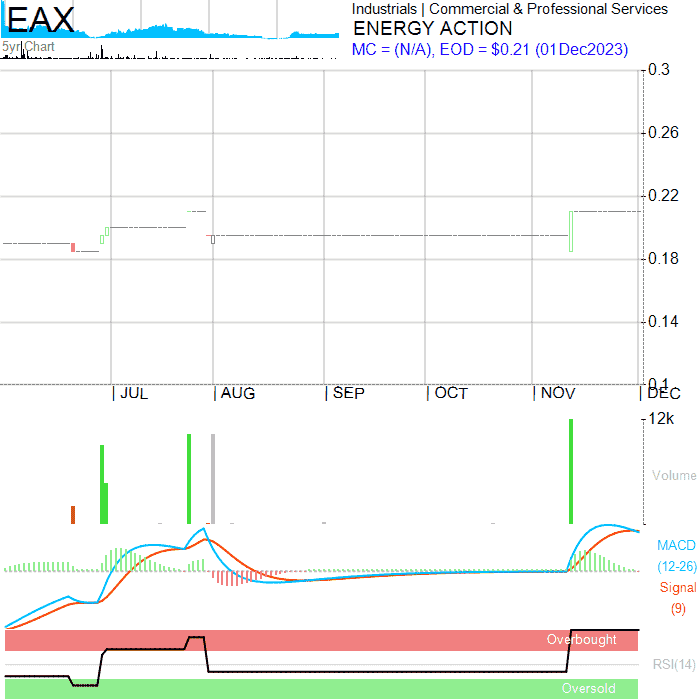 EAX
5yr Chart
Industrials | Commercial & Professional Services
ENERGY ACTION
MC = (N/A), EOD = $0.21 (01Dec2023)
0.3
0.26
0.22
0.18
0.14
0.1
JUL
AUG
SEP
OCT
NOV
DEC
12k
Volume
MACD
(12-26)
Signal
(9)
Overbought
RSI(14)
Oversold